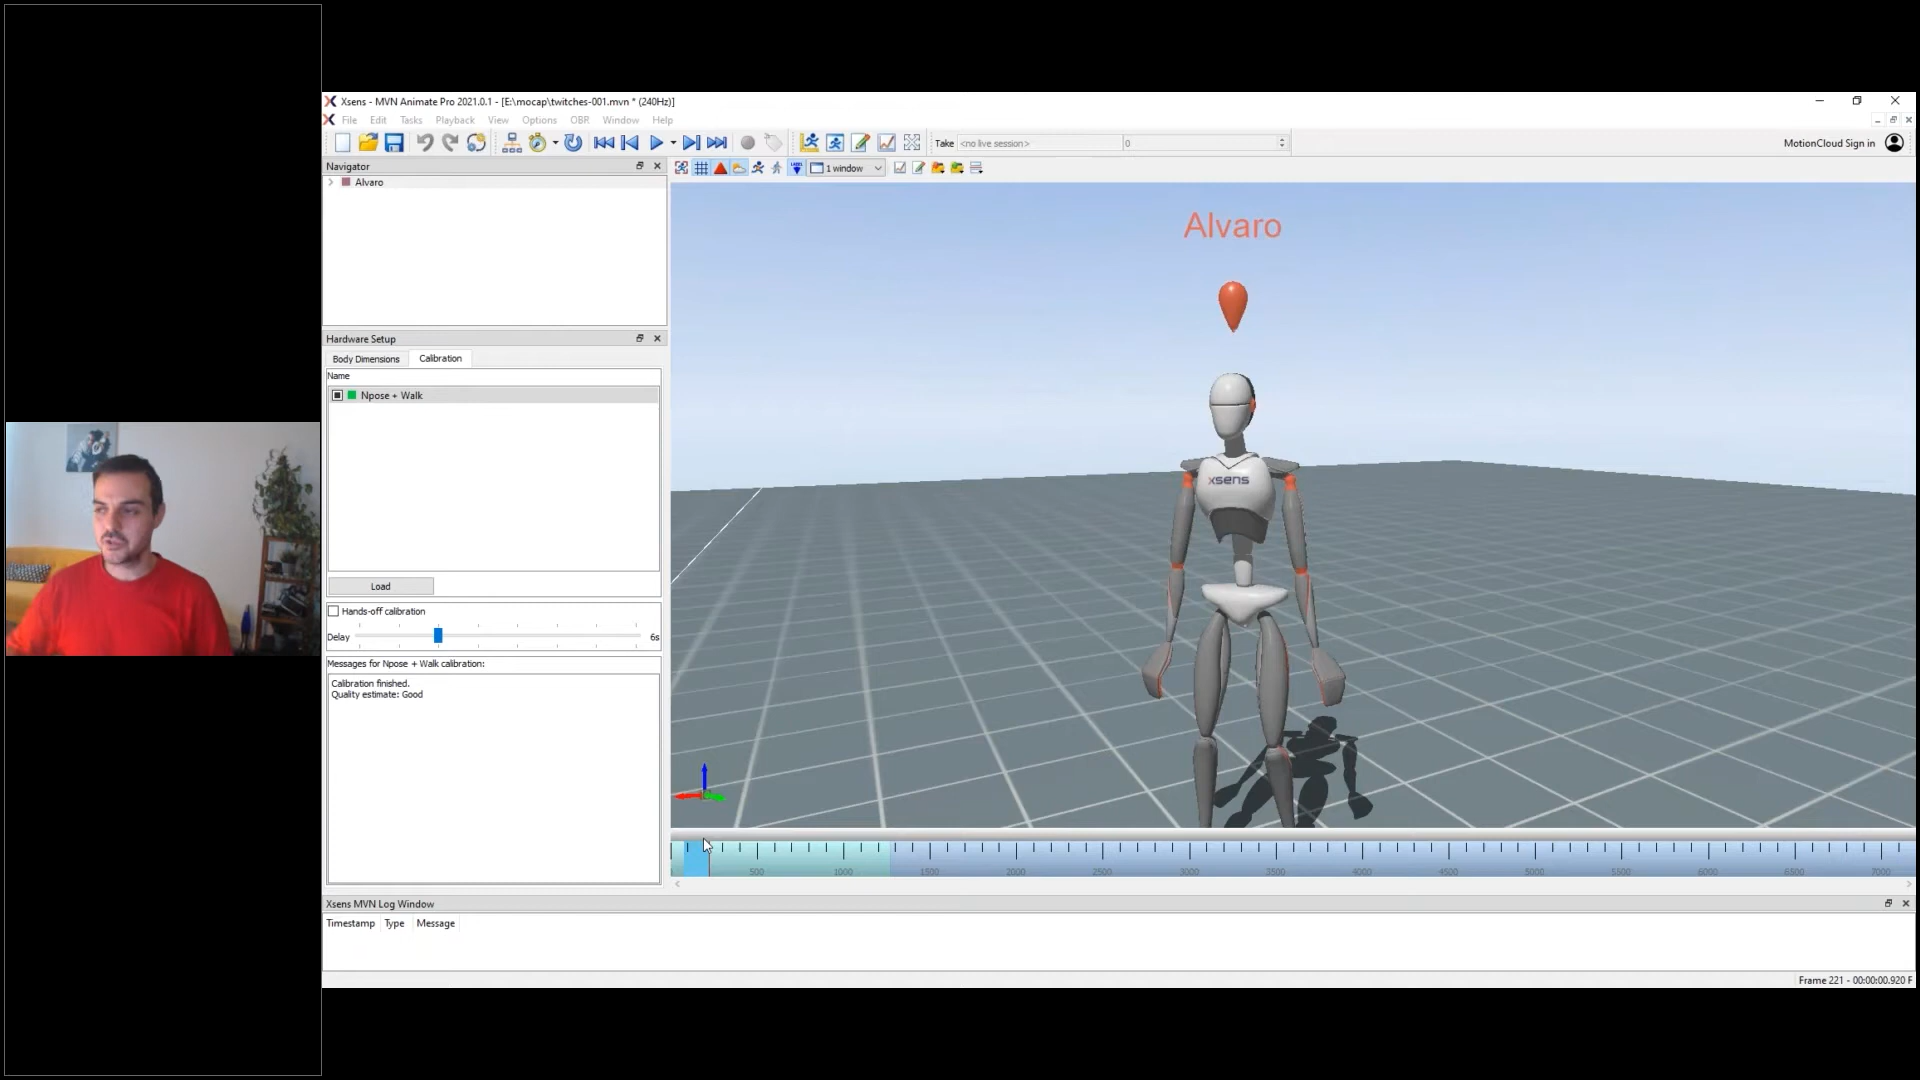 Xsens - MVN Animate Pro 2021.0.1 - [E:\mocap\twitches-001.mvn * (240Hz)]
File Edit Tasks Playback View Options OBR Window Help
Take <no live session> 0
MotionCloud Sign in
Navigator
1 window
Alvaro
Alvaro
xsens
Hardware Setup
Body Dimensions Calibration
Name
Npose + Walk
Load
Hands-off calibration
Delay 6s
Messages for Npose + Walk calibration:
Calibration finished.
Quality estimate: Good
500 1000 1500 2000 2500 3000 3500 4000 4500 5000 5500 6000 6500 7000
Xsens MVN Log Window
Timestamp Type Message
Frame 221 - 00:00:00.920 F